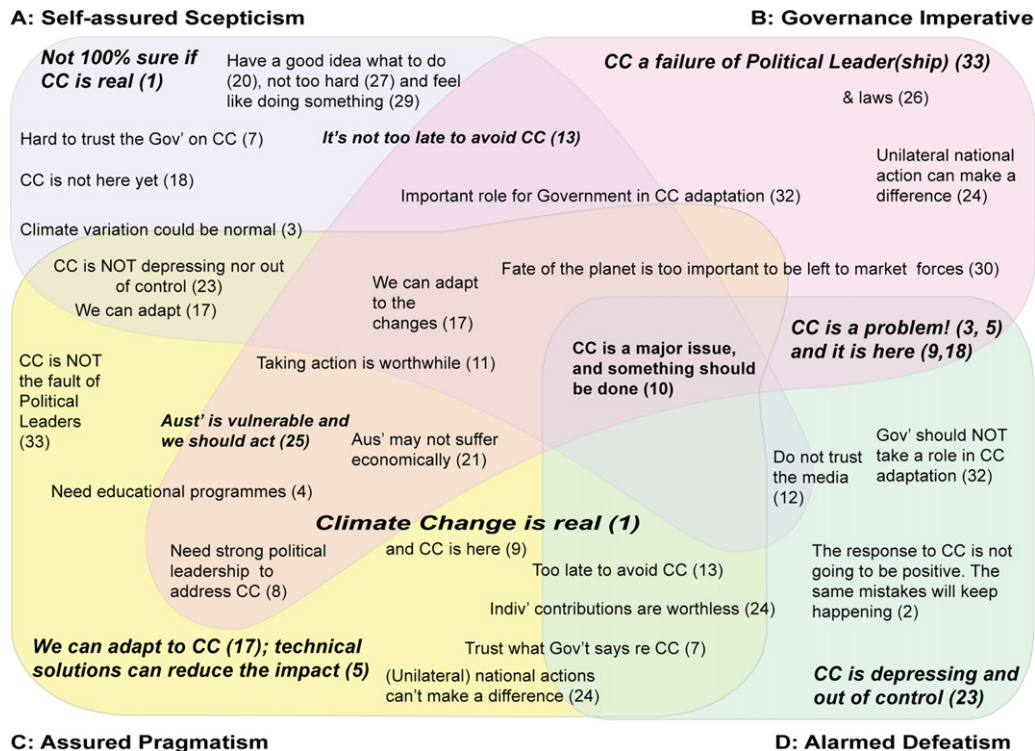 A: Self-assured Scepticism
B: Governance Imperative
Not 100% sure if
CC is real (1)
Have a good idea what to do
(20), not too hard (27) and feel
like doing something (29)
CC a failure of Political Leader(ship) (33)
& laws (26)
Hard to trust the Gov’ on CC (7)
It’s not too late to avoid CC (13)
CC is not here yet (18)
Important role for Government in CC adaptation (32)
Unilateral national
action can make a
difference (24)
Climate variation could be normal (3)
CC is NOT depressing nor out
of control (23)
We can adapt (17)
We can adapt
to the
changes (17)
Fate of the planet is too important to be left to market forces (30)
CC is a problem! (3, 5)
and it is here (9,18)
CC is NOT
the fault of
Political
Leaders
(33)
Taking action is worthwhile (11)
CC is a major issue,
and something should
be done (10)
Aust’ is vulnerable and
we should act (25)
Aus’ may not suffer
economically (21)
Do not trust
the media
(12)
Gov’ should NOT
take a role in CC
adaptation (32)
Need educational programmes (4)
Climate Change is real (1)
and CC is here (9)
Need strong political
leadership to
address CC (8)
Too late to avoid CC (13)
The response to CC is not
going to be positive. The
same mistakes will keep
happening (2)
Indiv’ contributions are worthless (24)
We can adapt to CC (17); technical
solutions can reduce the impact (5)
Trust what Gov’t says re CC (7)
(Unilateral) national actions
can’t make a difference (24)
CC is depressing and
out of control (23)
C: Assured Pragmatism
D: Alarmed Defeatism